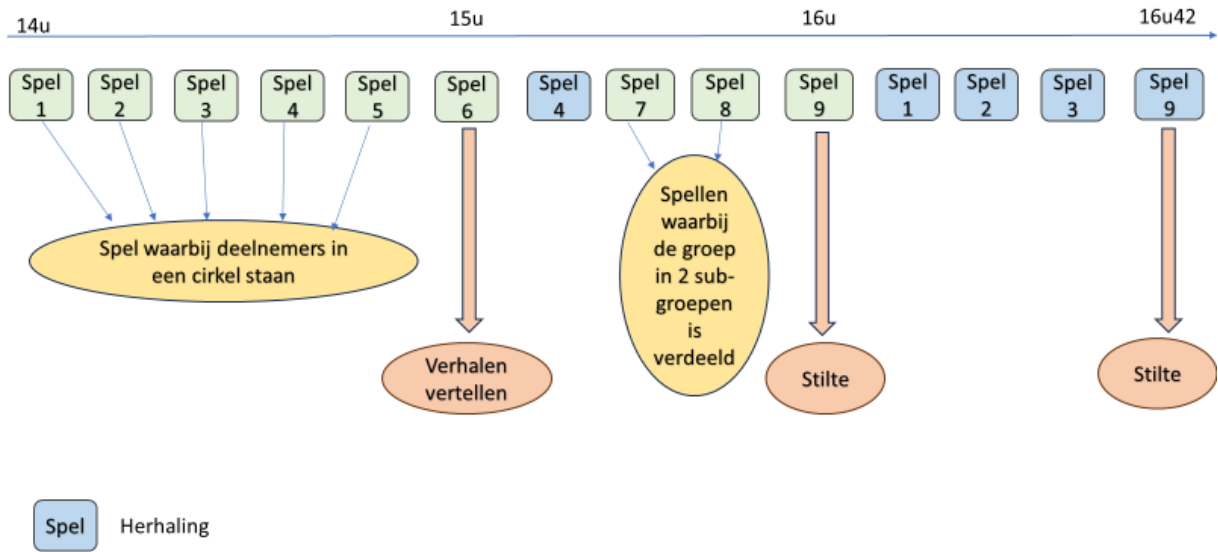 14u
15u
16u
16u42
Spel
1
Spel
2
Spel
3
Spel
4
Spel
5
Spel
6
Spel
4
Spel
7
Spel
8
Spel
9
Spel
1
Spel
2
Spel
3
Spel
9
Spel waarbij deelnemers in
een cirkel staan
Spellen
waarbij
de groep
in 2 sub-
groepen
is
verdeeld
Verhalen
vertellen
Stilte
Stilte
Spel
Herhaling